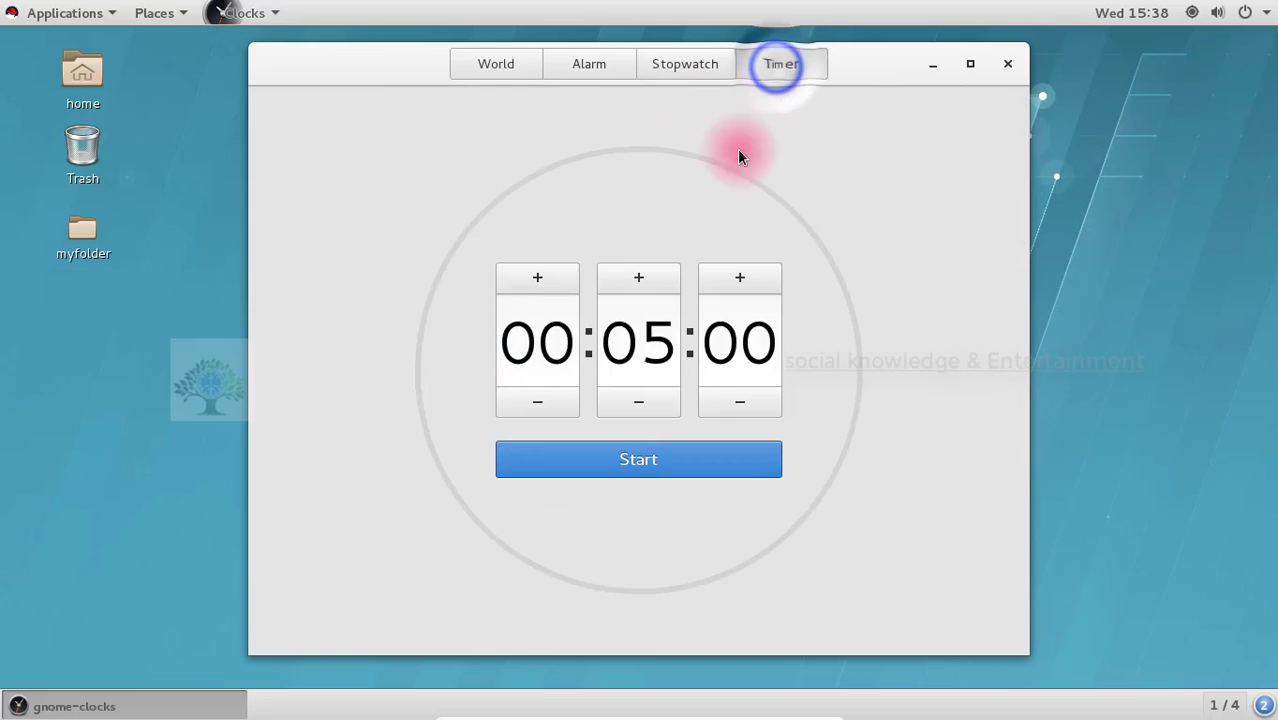 Applications Places Clocks Wed 15:38
World Alarm Stopwatch Timer
home
Trash
myfolder
+ + +
00:05:00
− − −
social knowledge & Entertainment
Start
gnome-clocks 1 / 4 2